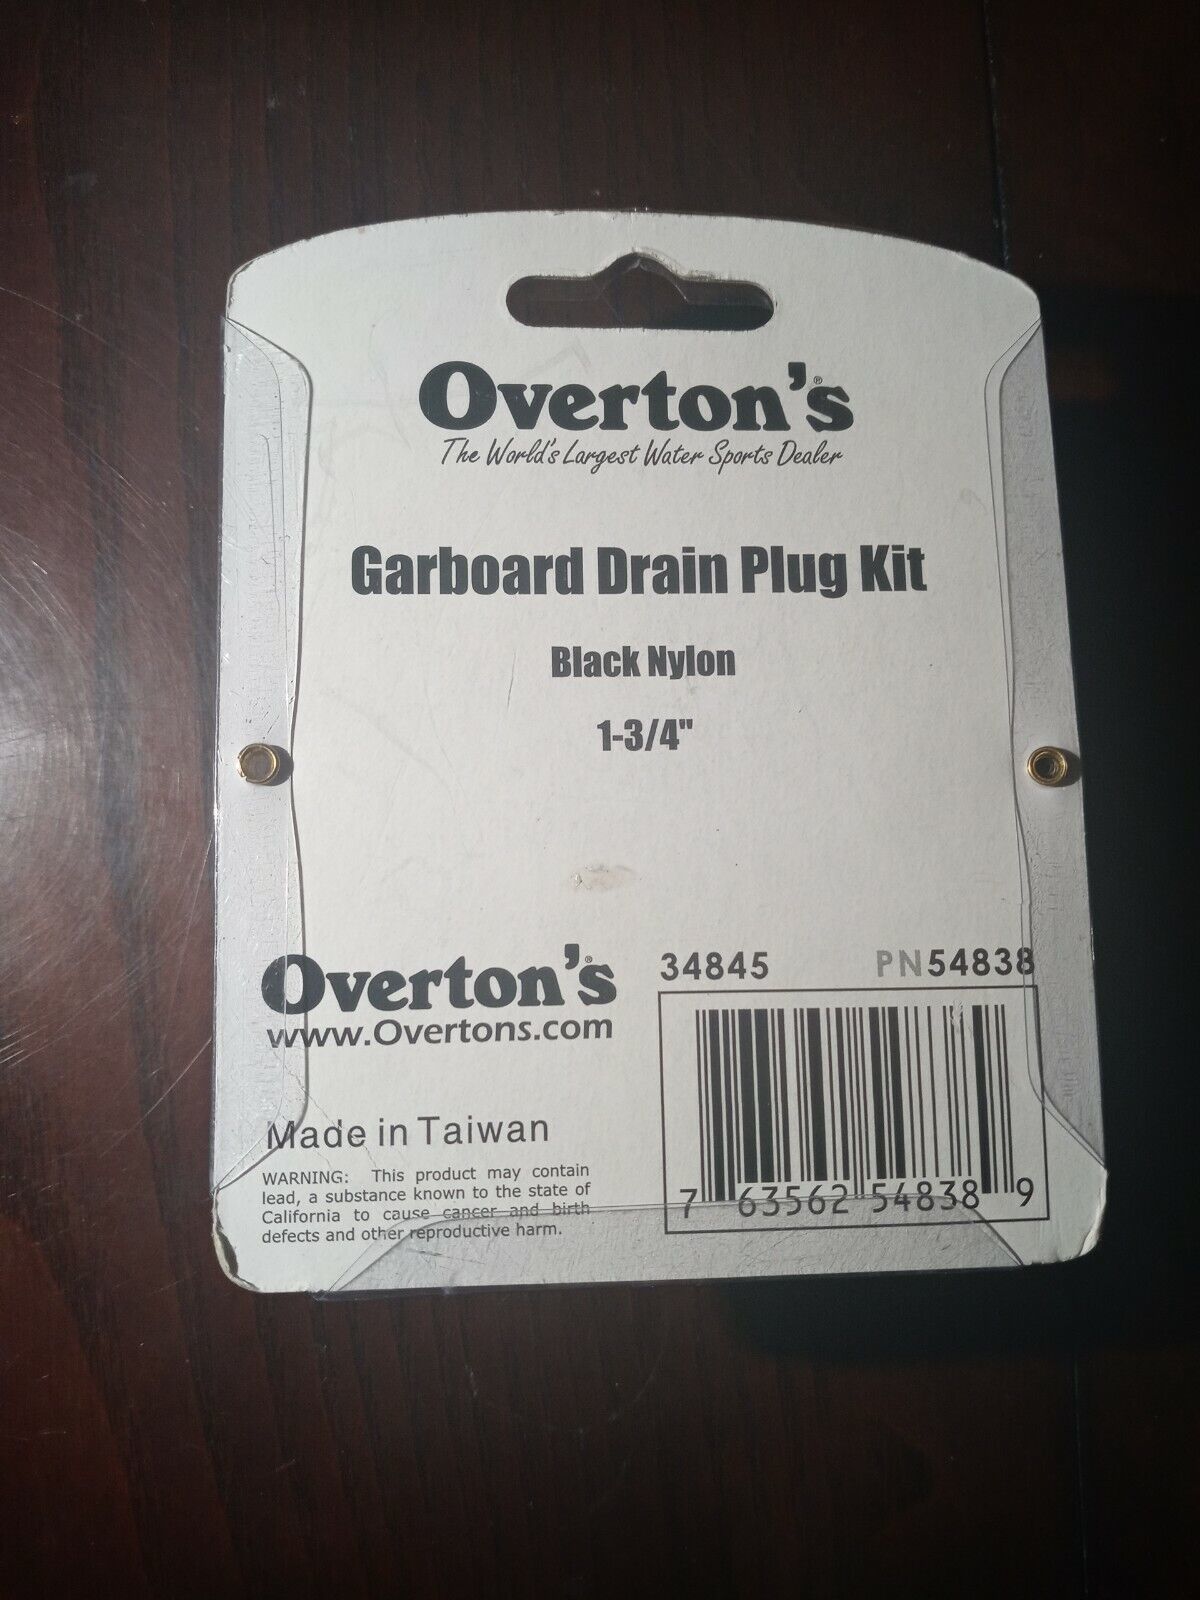 Overton's®
The World's Largest Water Sports Dealer
Garboard Drain Plug Kit
Black Nylon
1-3/4"
Overton's®
www.Overtons.com
34845 PN54838
7 63562 54838 9
Made in Taiwan
WARNING: This product may contain
lead, a substance known to the state of
California to cause cancer and birth
defects and other reproductive harm.